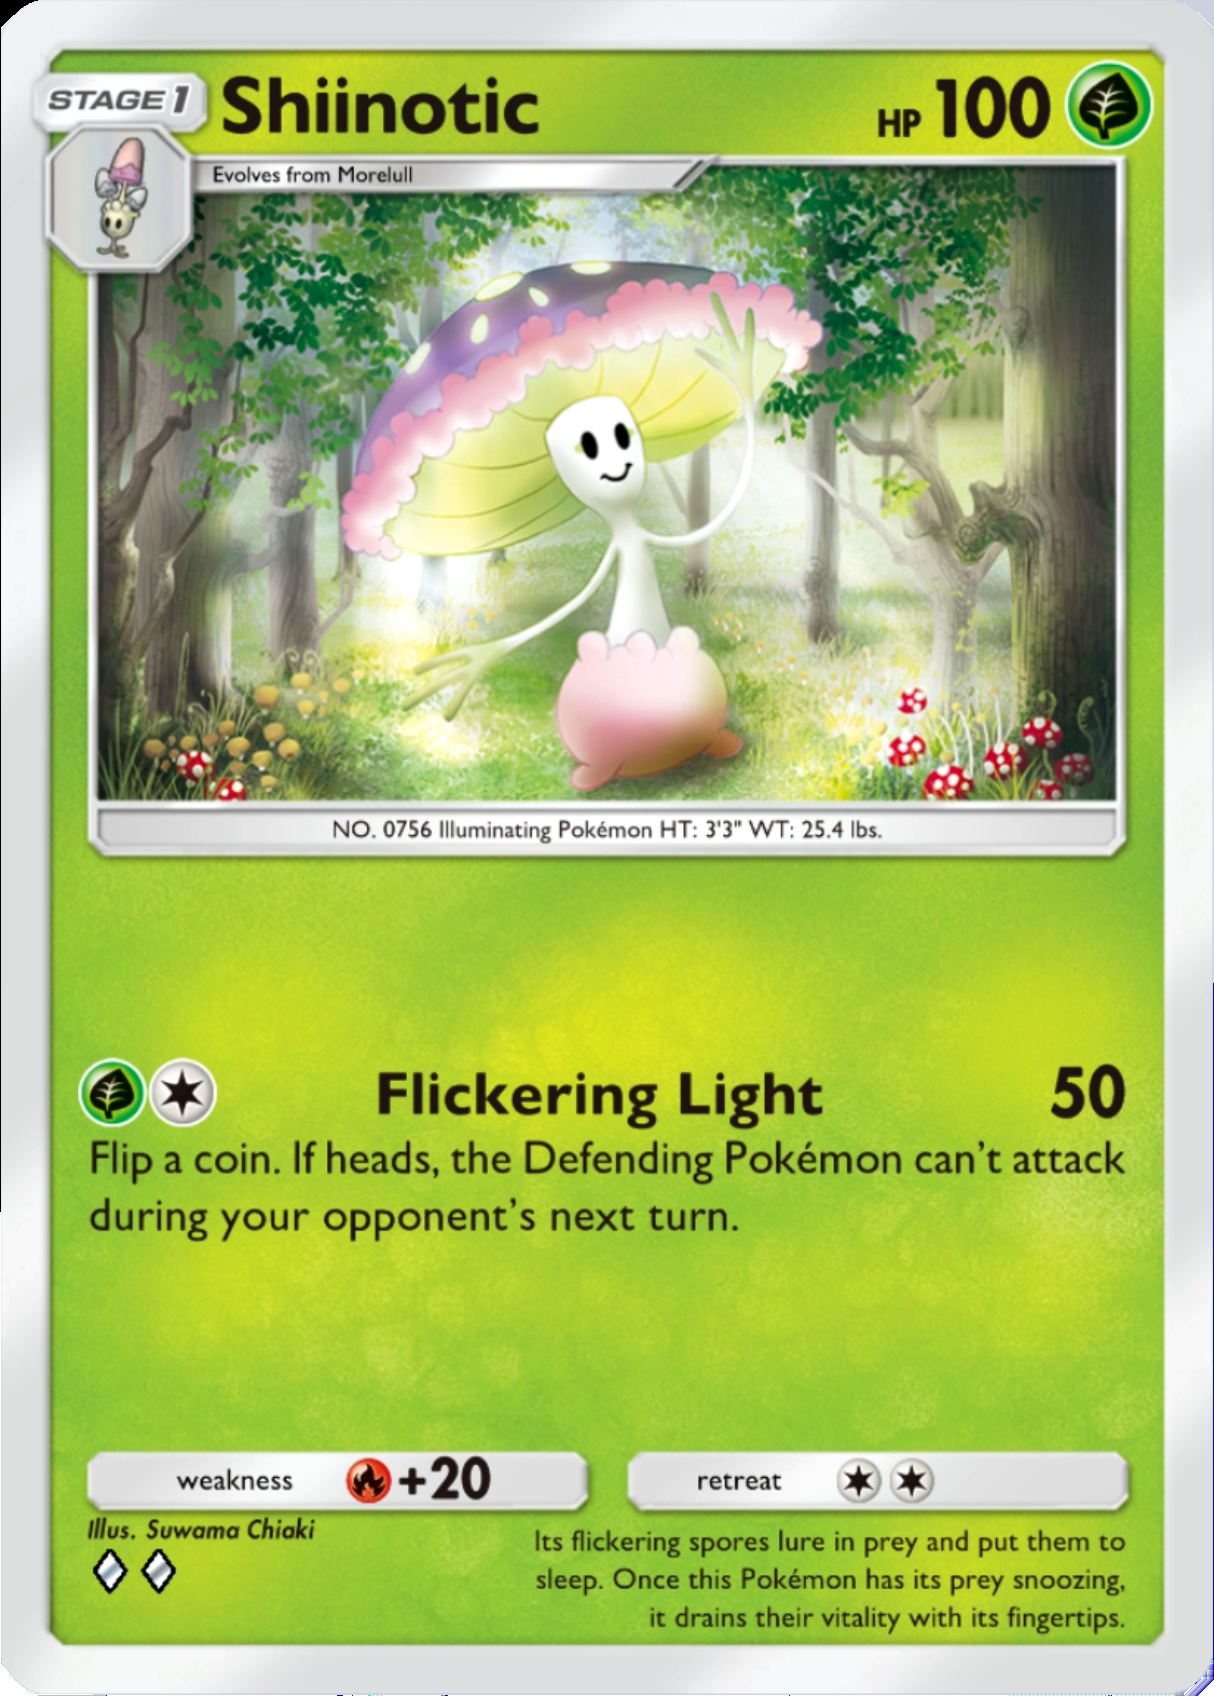 STAGE 1
Shiinotic
HP 100
Evolves from Morelull
NO. 0756 Illuminating Pokémon HT: 3'3" WT: 25.4 lbs.
Flickering Light 50
Flip a coin. If heads, the Defending Pokémon can't attack
during your opponent's next turn.
weakness +20
retreat
Illus. Suwama Chiaki
Its flickering spores lure in prey and put them to
sleep. Once this Pokémon has its prey snoozing,
it drains their vitality with its fingertips.